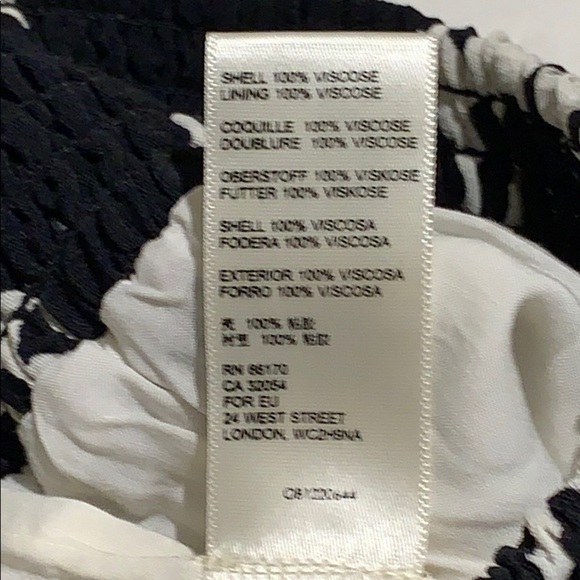 SHELL 100% VISCOSE
LINING 100% VISCOSE
COQUILLE 100% VISCOSE
DOUBLURE 100% VISCOSE
OBERSTOFF 100% VISKOSE
FUTTER 100% VISKOSE
SHELL 100% VISCOSA
FODERA 100% VISCOSA
EXTERIOR 100% VISCOSA
FORRO 100% VISCOSA
100%
100%
RN 66170
CA 32054
FOR EU
24 WEST STREET
LONDON, WC2H9NA